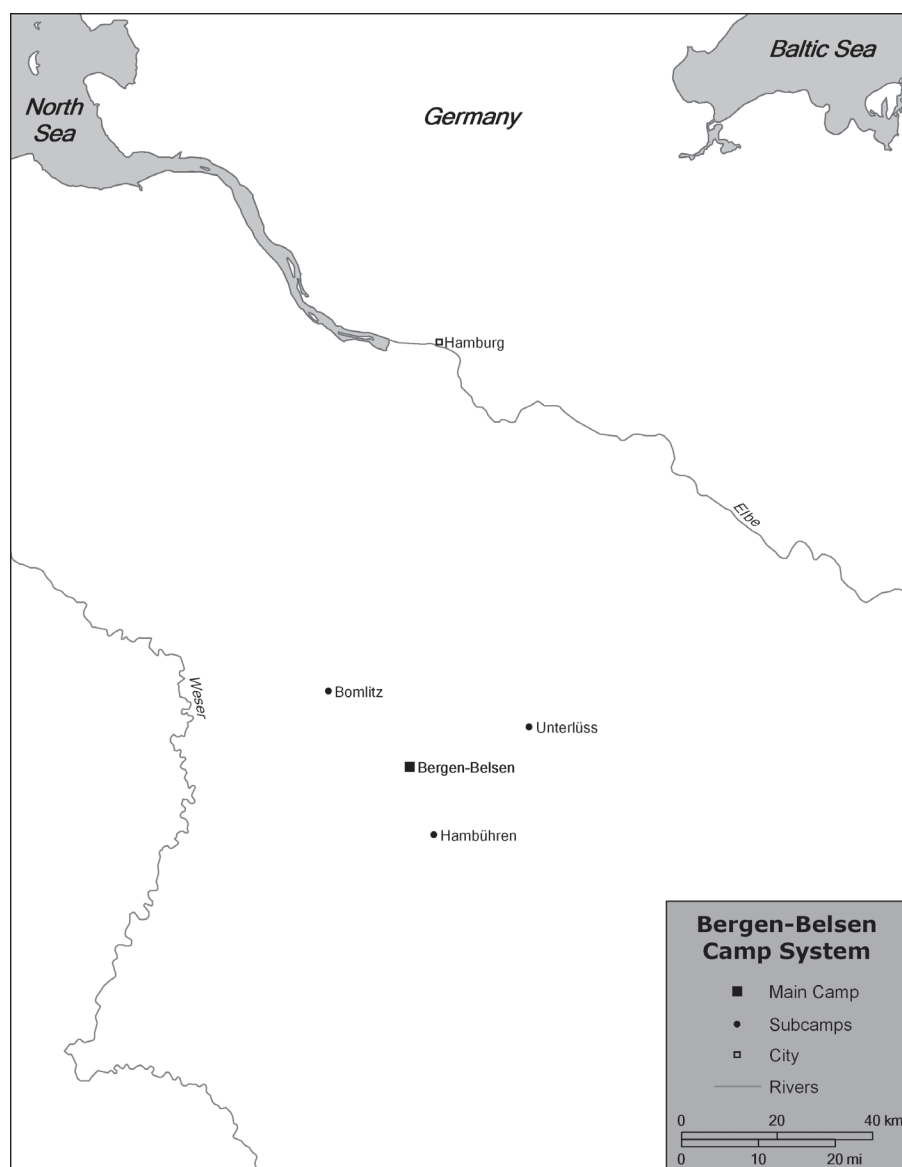 Baltic Sea
North
Sea
Germany
Hamburg
Elbe
Weser
Bomlitz
Unterlüss
Bergen-Belsen
Hambühren
Bergen-Belsen
Camp System
Main Camp
Subcamps
City
Rivers
0 20 40 km
0 10 20 mi